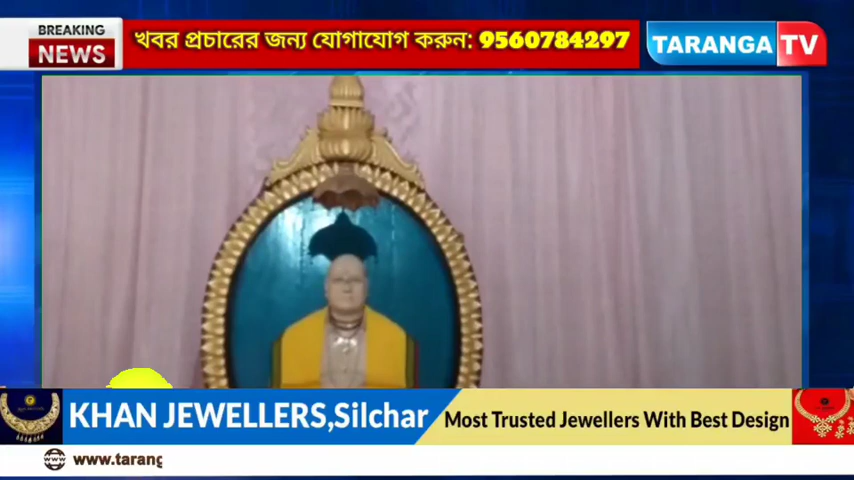 BREAKING
NEWS
খবর প্রচারের জন্য যোগাযোগ করুন: 9560784297
TARANGA TV
KHAN JEWELLERS,Silchar
Most Trusted Jewellers With Best Design
www.tarang